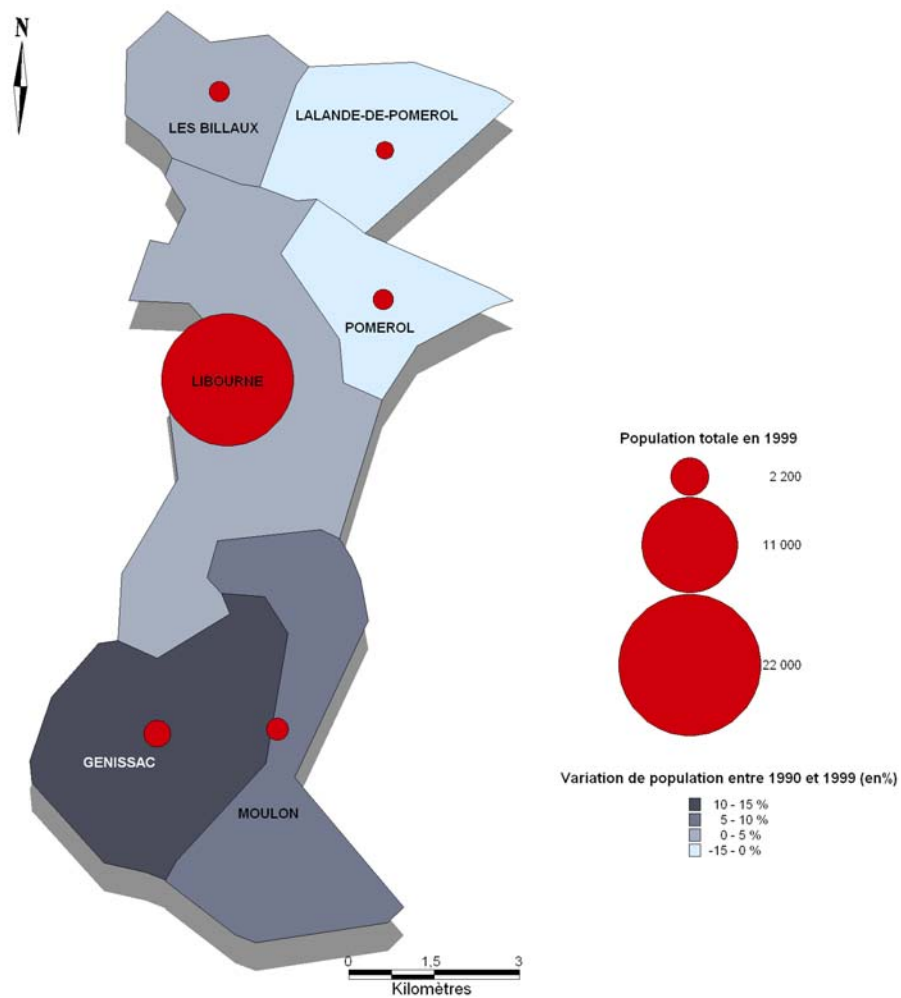 N
LES BILLAUX
LALANDE-DE-POMEROL
POMEROL
LIBOURNE
GENISSAC
MOULON
Population totale en 1999
2 200
11 000
22 000
Variation de population entre 1990 et 1999 (en%)
10 - 15 %
5 - 10 %
0 - 5 %
-15 - 0 %
0 1,5 3
Kilomètres